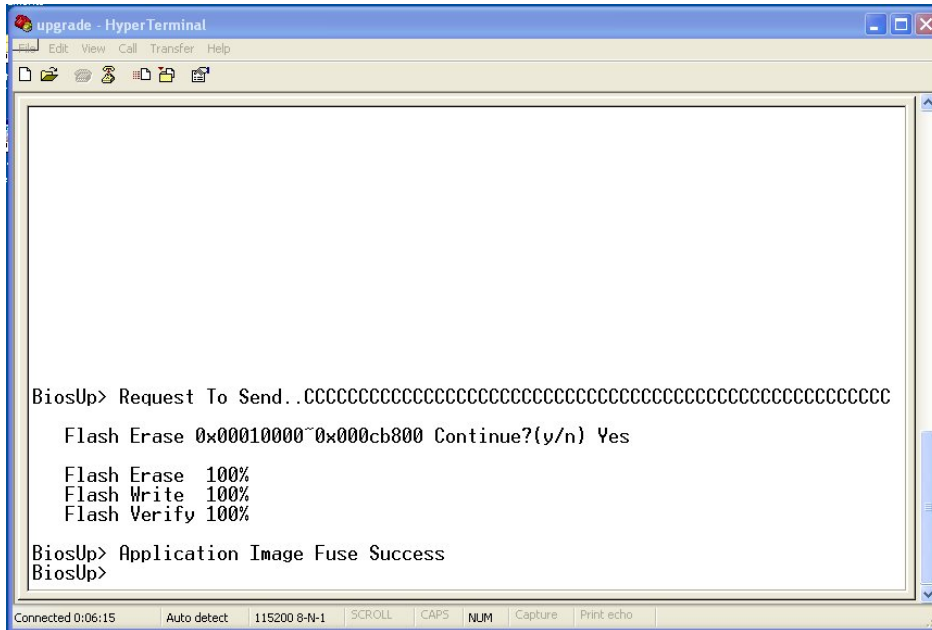 upgrade - HyperTerminal
File Edit View Call Transfer Help
BiosUp> Request To Send..CCCCCCCCCCCCCCCCCCCCCCCCCCCCCCCCCCCCCCCCCCCCCCCCCCCCCC
Flash Erase 0x00010000~0x000cb800 Continue?(y/n) Yes
Flash Erase 100%
Flash Write 100%
Flash Verify 100%
BiosUp> Application Image Fuse Success
BiosUp>
Connected 0:06:15 Auto detect 115200 8-N-1 SCROLL CAPS NUM Capture Print echo